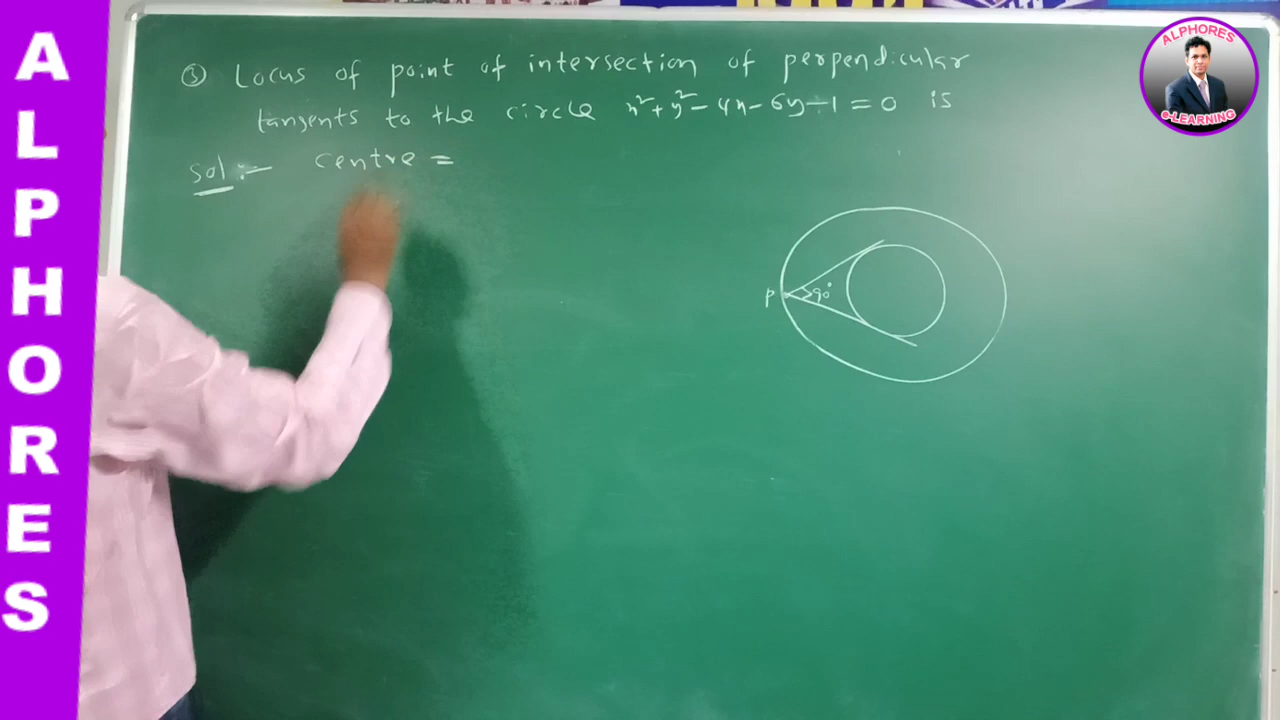 ALPHORES
③ Locus of point of intersection of perpendicular
tangents to the circle x²+y²-4x-6y-1=0 is
Sol:- centre =
P 90°
ALPHORES
e-LEARNING